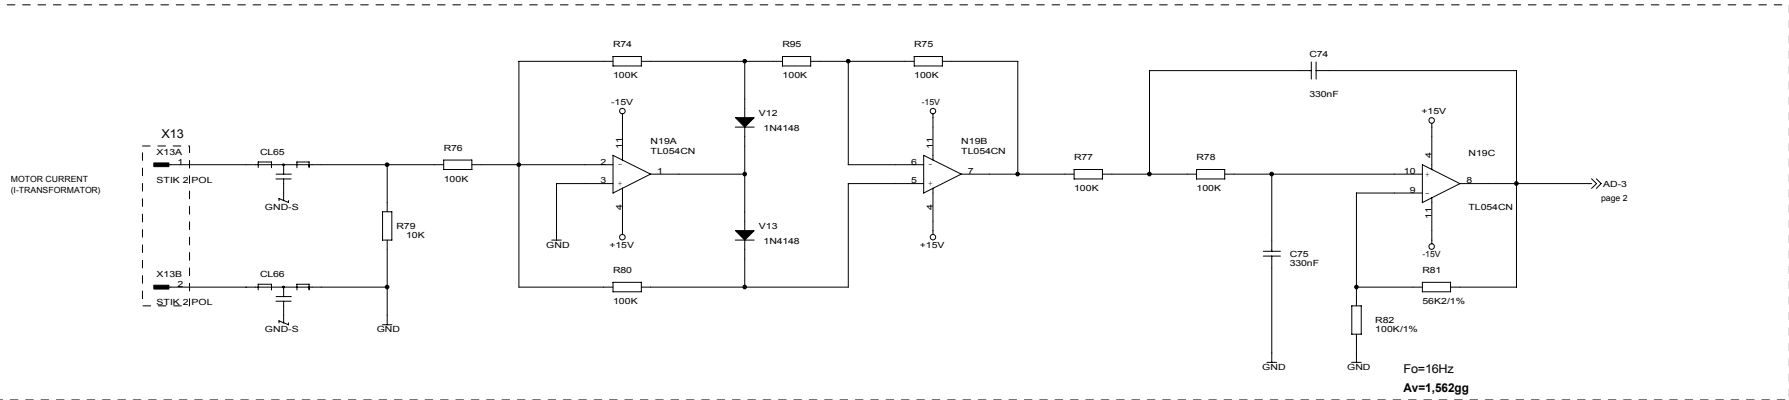 MOTOR CURRENT
(I-TRANSFORMATOR)
X13
X13A
1
STIK 2 POL
X13B
2
STIK 2 POL
CL65
GND-S
CL66
GND-S
R79
10K
GND
R76
100K
R74
100K
-15V
11
N19A
TL054CN
2
3
1
4
+15V
GND
R80
100K
V12
1N4148
V13
1N4148
R95
100K
R75
100K
-15V
11
N19B
TL054CN
6
5
7
4
+15V
R77
100K
R78
100K
C74
330nF
C75
330nF
GND
+15V
4
N19C
10
9
8
TL054CN
11
-15V
R81
56K2/1%
R82
100K/1%
GND
AD-3
page 2
Fo=16Hz
Av=1,562gg